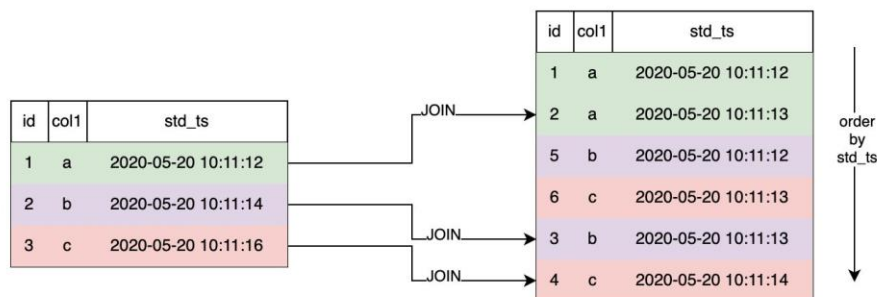 id col1 std_ts
1 a 2020-05-20 10:11:12
2 a 2020-05-20 10:11:13
5 b 2020-05-20 10:11:12
6 c 2020-05-20 10:11:13
3 b 2020-05-20 10:11:13
4 c 2020-05-20 10:11:14
id col1 std_ts
1 a 2020-05-20 10:11:12
2 b 2020-05-20 10:11:14
3 c 2020-05-20 10:11:16
JOIN
JOIN
JOIN
order
by
std_ts